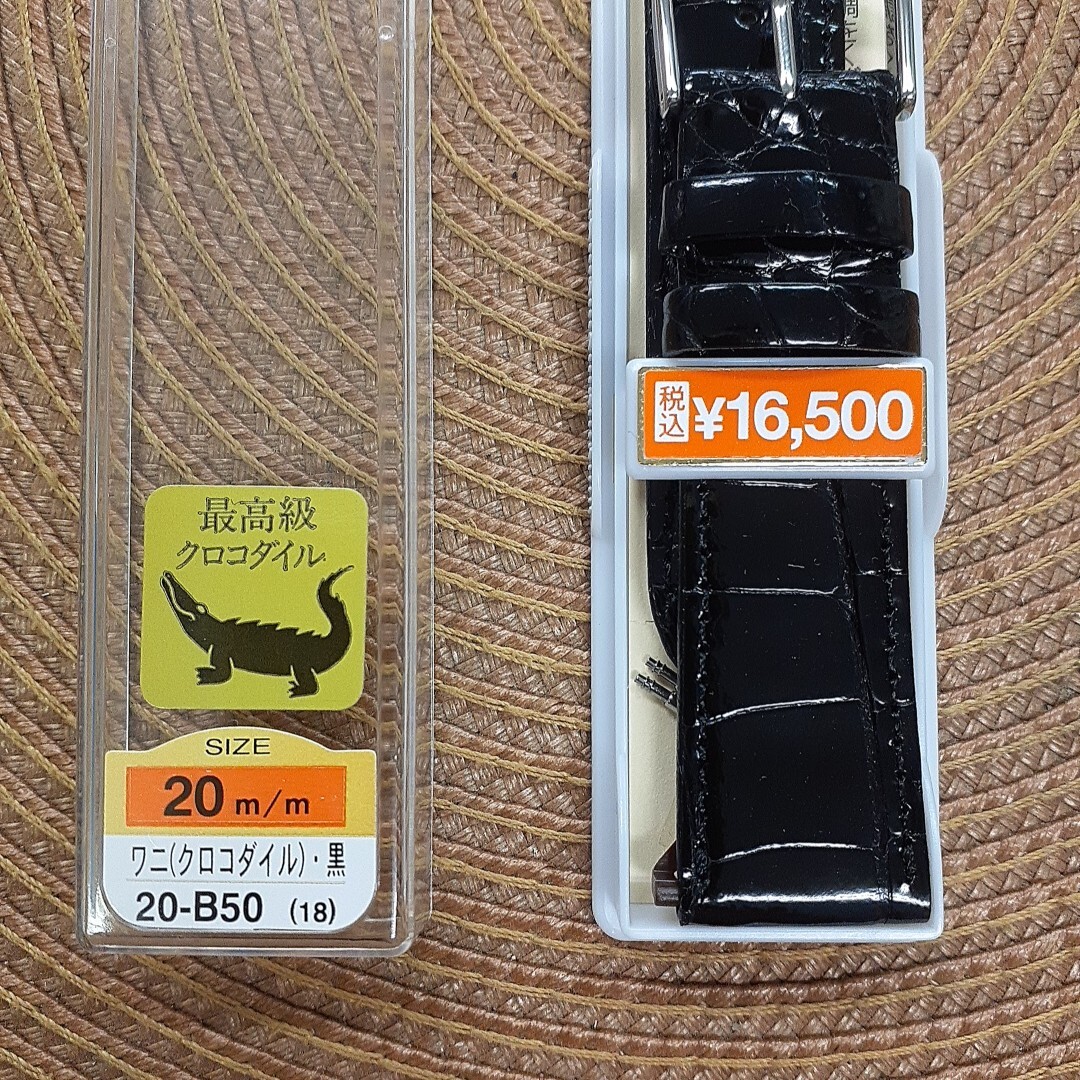 最高級
クロコダイル
SIZE
20 m/m
ワニ(クロコダイル)・黒
20-B50 (18)
税込 ¥16,500